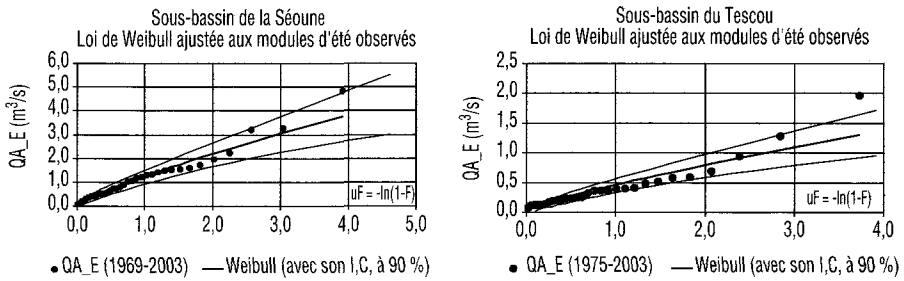 Sous-bassin de la Séoune
Loi de Weibull ajustée aux modules d'été observés
QA_E (m³/s)
6,0
5,0
4,0
3,0
2,0
1,0
0,0
uF = -ln(1-F)
0,0 1,0 2,0 3,0 4,0 5,0
• QA_E (1969-2003) — Weibull (avec son I,C, à 90 %)
Sous-bassin du Tescou
Loi de Weibull ajustée aux modules d'été observés
QA_E (m³/s)
2,5
2,0
1,5
1,0
0,5
0,0
uF = -ln(1-F)
0,0 1,0 2,0 3,0 4,0
• QA_E (1975-2003) — Weibull (avec son I,C, à 90 %)